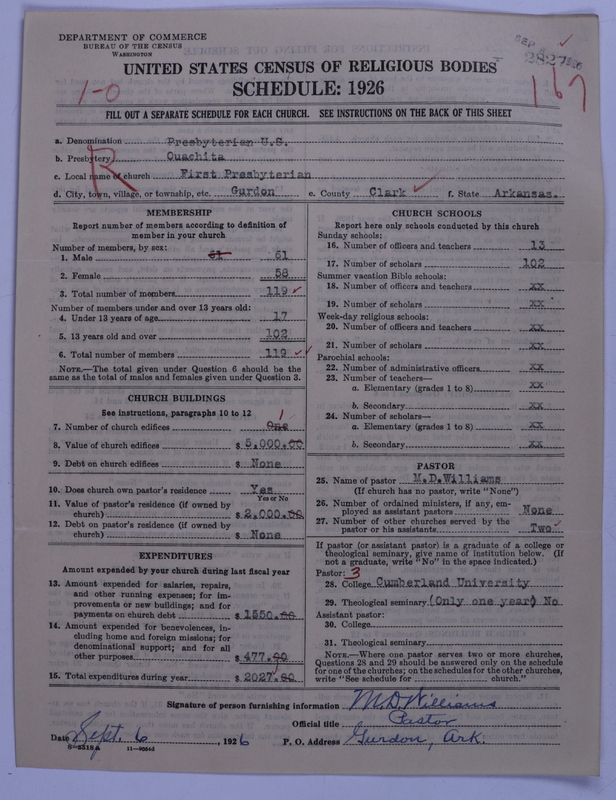 DEPARTMENT OF COMMERCE
BUREAU OF THE CENSUS
WASHINGTON
SEP
2827
UNITED STATES CENSUS OF RELIGIOUS BODIES
1-0
SCHEDULE: 1926
167
FILL OUT A SEPARATE SCHEDULE FOR EACH CHURCH. SEE INSTRUCTIONS ON THE BACK OF THIS SHEET
a. Denomination Presbyterian U.S.
b. Presbytery Ouachita
R
c. Local name of church First Presbyterian
d. City, town, village, or township, etc. Gurdon e. County Clark f. State Arkansas.
MEMBERSHIP
Report number of members according to definition of
member in your church
Number of members, by sex:
1. Male 61 61
2. Female 58
3. Total number of members 119
Number of members under and over 13 years old:
4. Under 13 years of age 17
5. 13 years old and over 102
6. Total number of members 119
NOTE.—The total given under Question 6 should be the
same as the total of males and females given under Question 3.
CHURCH BUILDINGS
See instructions, paragraphs 10 to 12
7. Number of church edifices One 1
8. Value of church edifices $ 5,000.00
9. Debt on church edifices $ None
10. Does church own pastor's residence Yes
Yes or No
11. Value of pastor's residence (if owned by
church) $ 2,000.00
12. Debt on pastor's residence (if owned by
church) $ None
EXPENDITURES
Amount expended by your church during last fiscal year
13. Amount expended for salaries, repairs,
and other running expenses; for im-
provements or new buildings; and for
payments on church debt $ 1550.00
14. Amount expended for benevolences, in-
cluding home and foreign missions; for
denominational support; and for all
other purposes $ 477.00
15. Total expenditures during year $ 2027.00
CHURCH SCHOOLS
Report here only schools conducted by this church
Sunday schools:
16. Number of officers and teachers 13
17. Number of scholars 102
Summer vacation Bible schools:
18. Number of officers and teachers xx
19. Number of scholars xx
Week-day religious schools:
20. Number of officers and teachers xx
21. Number of scholars xx
Parochial schools:
22. Number of administrative officers xx
23. Number of teachers—
a. Elementary (grades 1 to 8) xx
b. Secondary xx
24. Number of scholars—
a. Elementary (grades 1 to 8) xx
b. Secondary xx
PASTOR
25. Name of pastor M.D.Williams
(If church has no pastor, write "None")
26. Number of ordained ministers, if any, em-
ployed as assistant pastors None
27. Number of other churches served by the
pastor or his assistants Two
If pastor (or assistant pastor) is a graduate of a college or
theological seminary, give name of institution below. (If
not a graduate, write "No" in the space indicated.)
Pastor: 3
28. College Cumberland University
29. Theological seminary (Only one year) No
Assistant pastor:
30. College
31. Theological seminary
NOTE.—Where one pastor serves two or more churches,
Questions 28 and 29 should be answered only on the schedule
for one of the churches; on the schedules for the other churches,
write "See schedule for church."
Signature of person furnishing information M.D.Williams
Official title Pastor
Date Sept. 6, 1926 P. O. Address Gurdon, Ark.
8-5318A 11-9054d